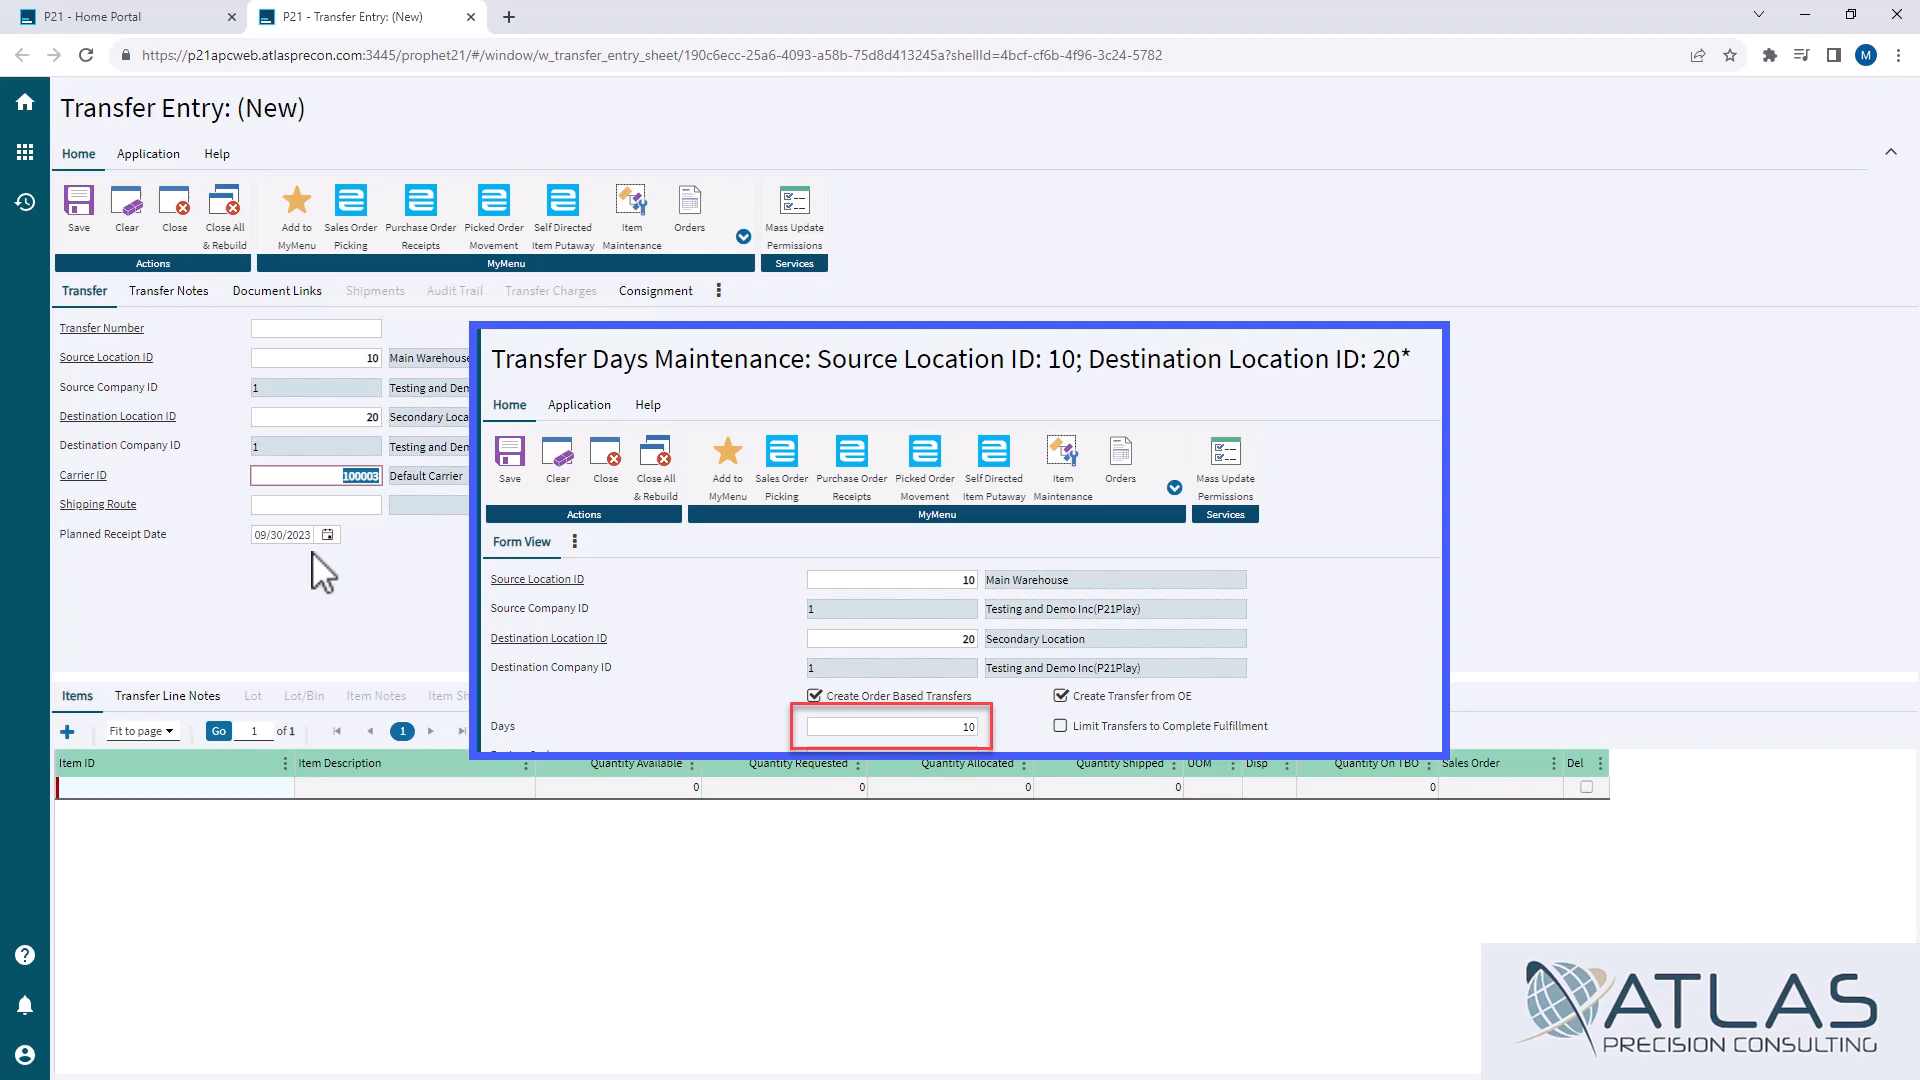 P21 - Home Portal
P21 - Transfer Entry: (New)
https://p21apcweb.atlasprecon.com:3445/prophet21/#/window/w_transfer_entry_sheet/190c6ecc-25a6-4093-a58b-75d8d413245a?shellId=4bcf-cf6b-4f96-3c24-5782
M
Transfer Entry: (New)
Home Application Help
Save
Clear
Close
Close All & Rebuild
Add to MyMenu
Sales Order Picking
Purchase Order Receipts
Picked Order Movement
Self Directed Item Putaway
Item Maintenance
Orders
Mass Update Permissions
Actions
MyMenu
Services
Transfer Transfer Notes Document Links Shipments Audit Trail Transfer Charges Consignment
Transfer Number
Source Location ID 10 Main Warehouse
Source Company ID 1 Testing and Dem
Destination Location ID 20 Secondary Loca
Destination Company ID 1 Testing and Dem
Carrier ID 100003 Default Carrier
Shipping Route
Planned Receipt Date 09/30/2023
Transfer Days Maintenance: Source Location ID: 10; Destination Location ID: 20*
Home Application Help
Save
Clear
Close
Close All & Rebuild
Add to MyMenu
Sales Order Picking
Purchase Order Receipts
Picked Order Movement
Self Directed Item Putaway
Item Maintenance
Orders
Mass Update Permissions
Actions
MyMenu
Services
Form View
Source Location ID 10 Main Warehouse
Source Company ID 1 Testing and Demo Inc(P21Play)
Destination Location ID 20 Secondary Location
Destination Company ID 1 Testing and Demo Inc(P21Play)
Create Order Based Transfers Create Transfer from OE
Days 10 Limit Transfers to Complete Fulfillment
Items Transfer Line Notes Lot Lot/Bin Item Notes Item Sh
Fit to page Go 1 of 1 1
Item ID Item Description Quantity Available Quantity Requested Quantity Allocated Quantity Shipped UOM Disp Quantity On TBO Sales Order Del
0 0 0 0 0
ATLAS
PRECISION CONSULTING